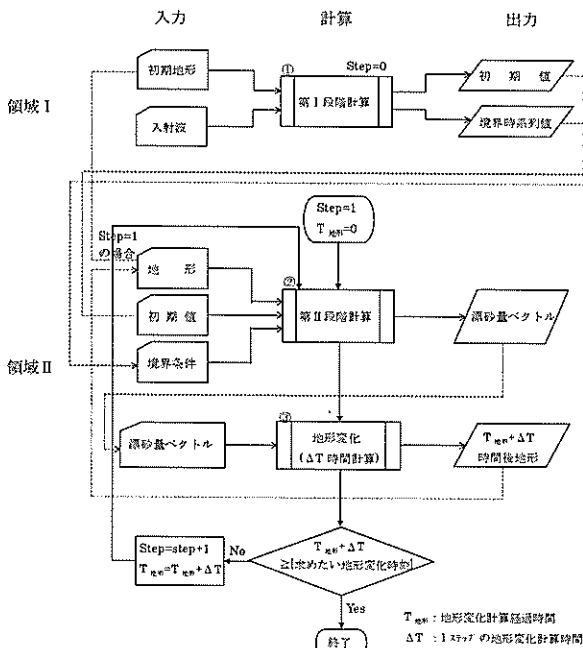 入力
計算
出力
領域Ⅰ
初期地形
入射波
①
Step=0
第Ⅰ段階計算
初期値
境界時系列値
Step=1
T地形=0
Step=1
の場合
領域Ⅱ
地形
初期値
境界条件
②
第Ⅱ段階計算
漂砂量ベクトル
漂砂量ベクトル
③
地形変化
(ΔT時間計算)
T地形+ΔT
時間後地形
T地形+ΔT
≥[求めたい地形変化時刻]
No
Step=step+1
T地形=T地形+ΔT
Yes
終了
T地形:地形変化計算経過時間
ΔT:1ステップの地形変化計算時間